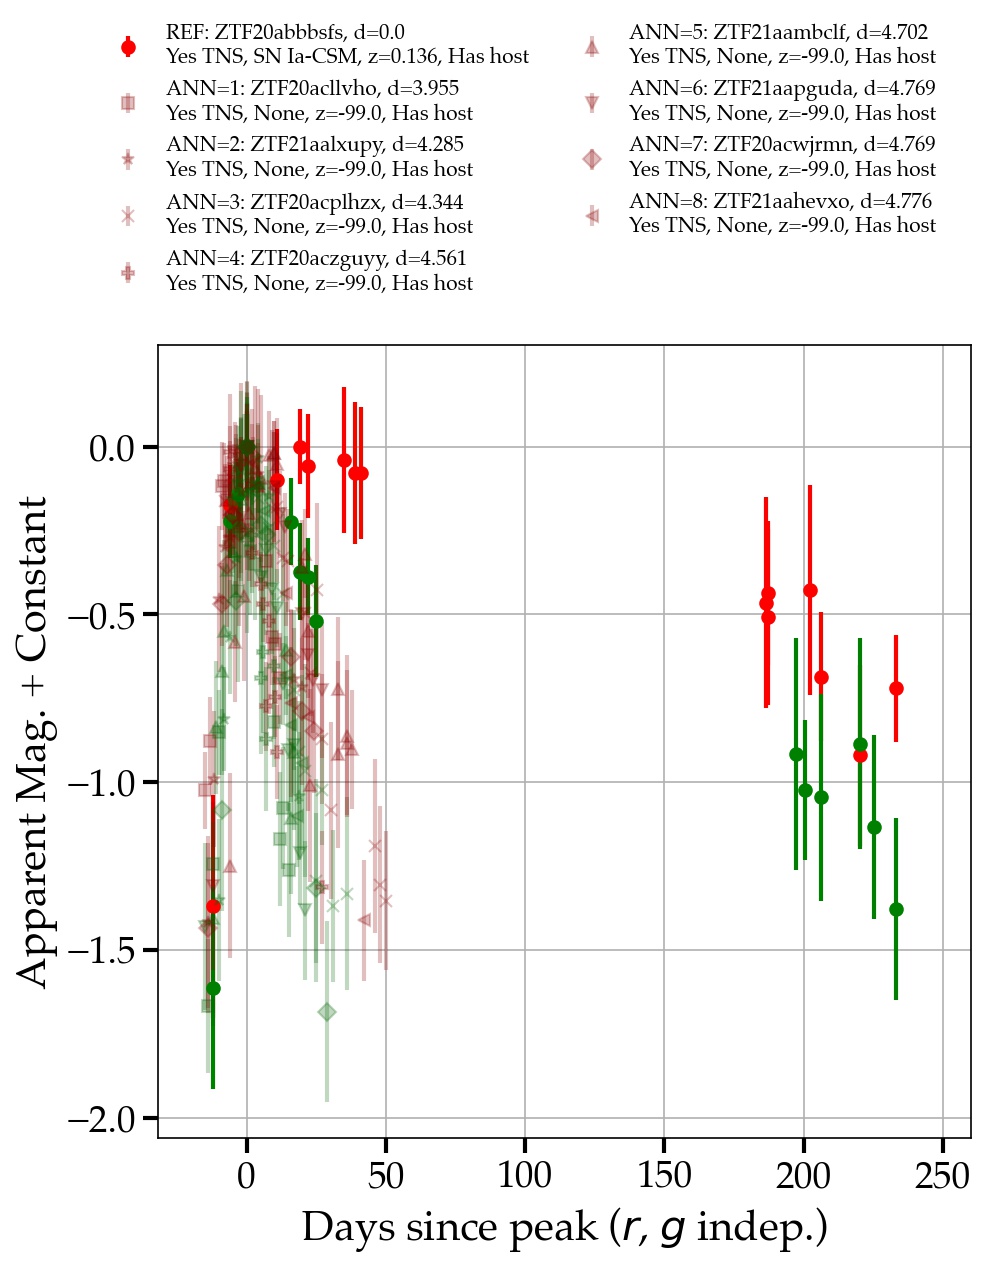 REF: ZTF20abbbsfs, d=0.0
Yes TNS, SN Ia-CSM, z=0.136, Has host
ANN=1: ZTF20acllvho, d=3.955
Yes TNS, None, z=-99.0, Has host
ANN=2: ZTF21aalxupy, d=4.285
Yes TNS, None, z=-99.0, Has host
ANN=3: ZTF20acplhzx, d=4.344
Yes TNS, None, z=-99.0, Has host
ANN=4: ZTF20aczguyy, d=4.561
Yes TNS, None, z=-99.0, Has host
ANN=5: ZTF21aambclf, d=4.702
Yes TNS, None, z=-99.0, Has host
ANN=6: ZTF21aapguda, d=4.769
Yes TNS, None, z=-99.0, Has host
ANN=7: ZTF20acwjrmn, d=4.769
Yes TNS, None, z=-99.0, Has host
ANN=8: ZTF21aahevxo, d=4.776
Yes TNS, None, z=-99.0, Has host
Apparent Mag. + Constant
0.0
−0.5
−1.0
−1.5
−2.0
0 50 100 150 200 250
Days since peak (r, g indep.)